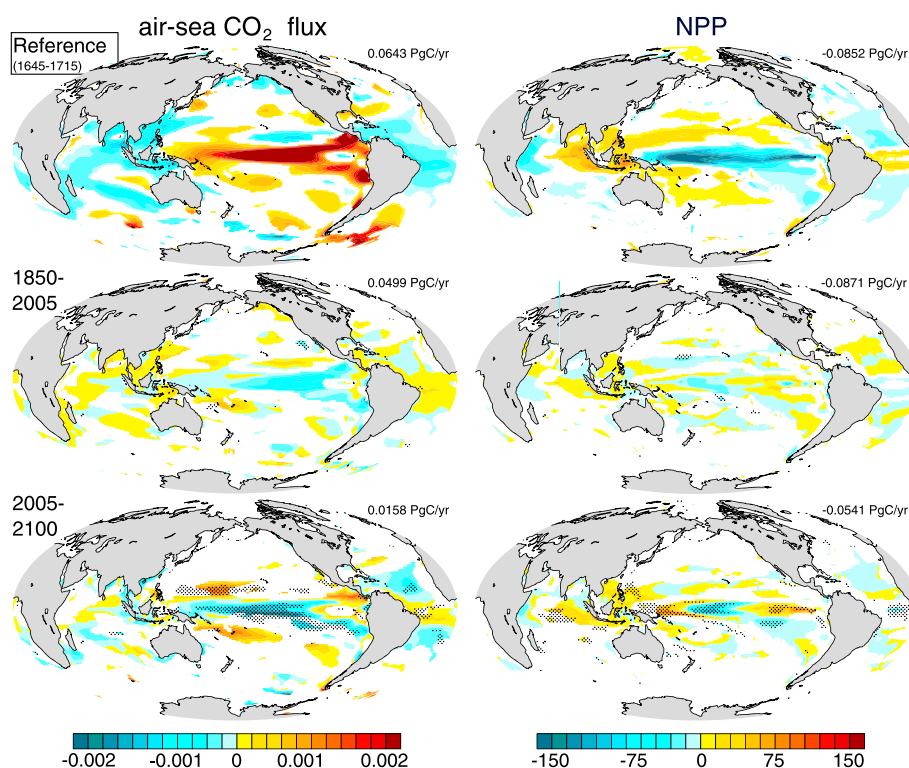 air-sea CO₂ flux
NPP
Reference
(1645-1715)
0.0643 PgC/yr
-0.0852 PgC/yr
1850-
2005
0.0499 PgC/yr
-0.0871 PgC/yr
2005-
2100
0.0158 PgC/yr
-0.0541 PgC/yr
-0.002 -0.001 0 0.001 0.002
-150 -75 0 75 150